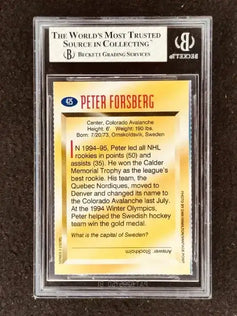 THE WORLD'S MOST TRUSTED
SOURCE IN COLLECTING
BECKETT GRADING SERVICES
BECKETT
425
PETER FORSBERG
Center, Colorado Avalanche
Height: 6' Weight: 190 lbs.
Born: 7/20/73, Ornskoldsvik, Sweden
IN 1994-95, Peter led all NHL
rookies in points (50) and
assists (35). He won the Calder
Memorial Trophy as the league's
best rookie. His team, the
Quebec Nordiques, moved to
Denver and changed its name to
the Colorado Avalanche last July.
At the 1994 Winter Olympics,
Peter helped the Swedish hockey
team win the gold medal.
What is the capital of Sweden?
Answer: Stockholm